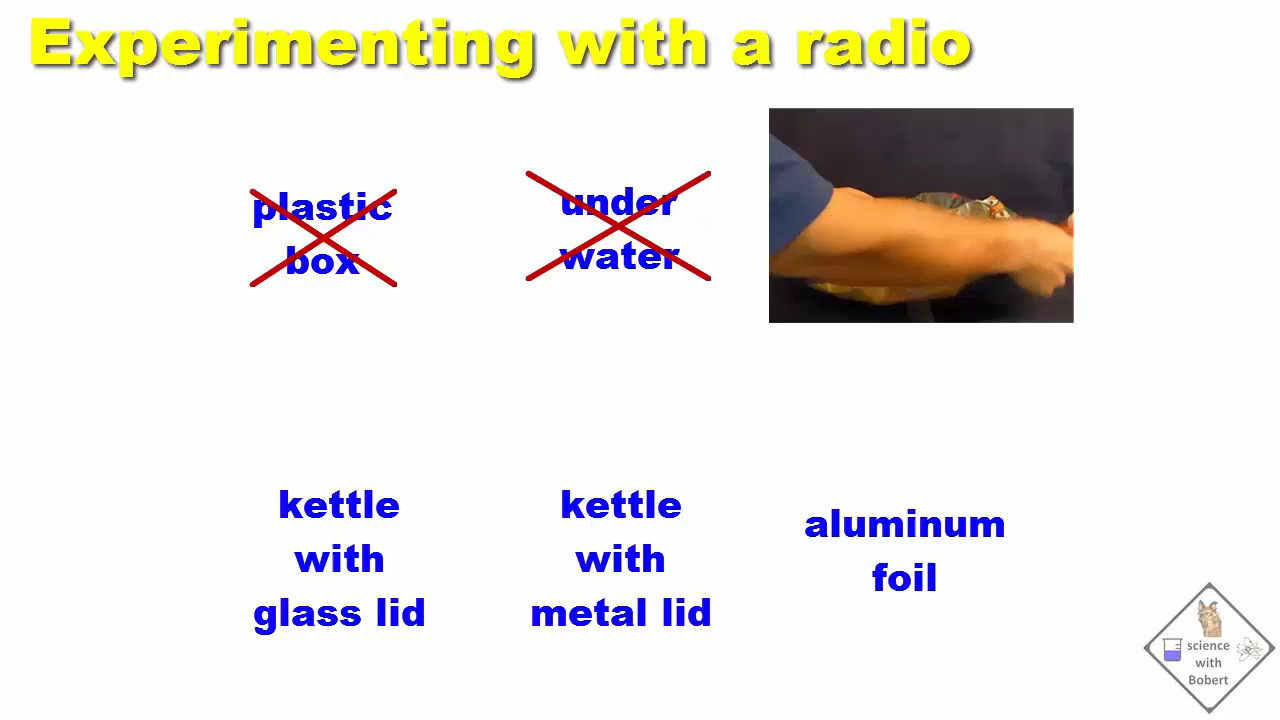 Experimenting with a radio
plastic
box
under
water
kettle
with
glass lid
kettle
with
metal lid
aluminum
foil
science
with
Bobert